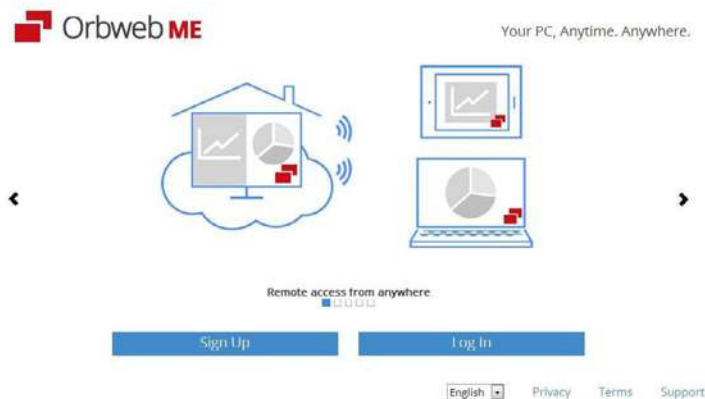 Orbweb ME
Your PC, Anytime. Anywhere.
Remote access from anywhere
Sign Up
Log In
English
Privacy
Terms
Support